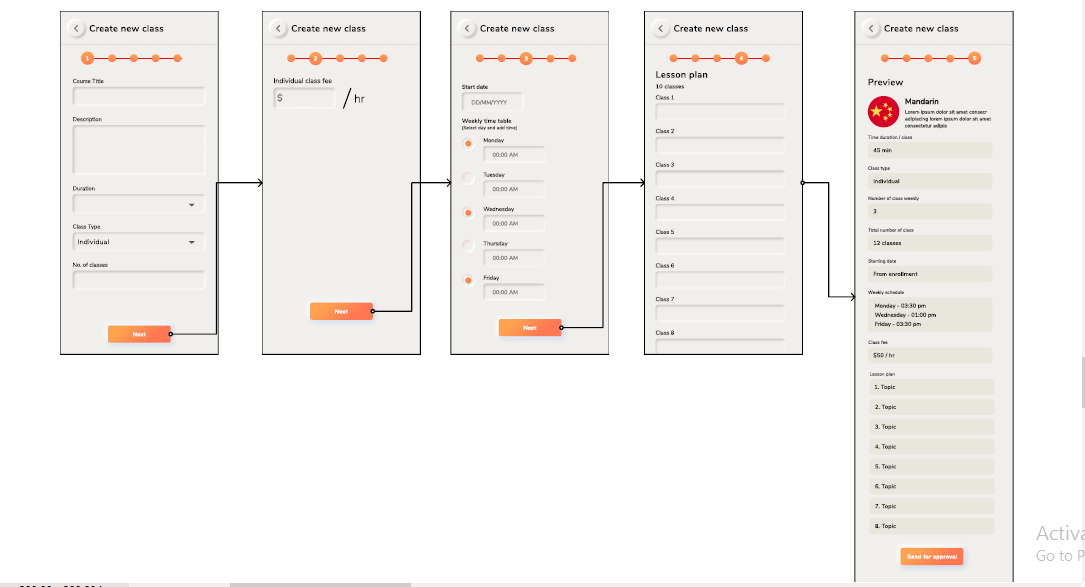 Create new class
1
Course Title
Description
Duration
Class Type
Individual
No. of classes
Next
Create new class
2
Individual class fee
$
/ hr
Next
Create new class
3
Start date
DD/MM/YYYY
Weekly time table
(Select day and add time)
Monday
00:00 AM
Tuesday
00:00 AM
Wednesday
00:00 AM
Thursday
00:00 AM
Friday
00:00 AM
Next
Create new class
4
Lesson plan
10 classes
Class 1
Class 2
Class 3
Class 4
Class 5
Class 6
Class 7
Class 8
Create new class
5
Preview
Mandarin
Lorem ipsum dolor sit amet consecr
adipiscing lorem ipsum dolor sit amet
consectetur adipis
Time duration / class
45 min
Class type
Individual
Number of class weekly
3
Total number of class
12 classes
Starting date
From enrollment
Weekly schedule
Monday - 03:30 pm
Wednesday - 01:00 pm
Friday - 03:30 pm
Class fee
$50 / hr
Lesson plan
1. Topic
2. Topic
3. Topic
4. Topic
5. Topic
6. Topic
7. Topic
8. Topic
Send for approval
Activa
Go to P